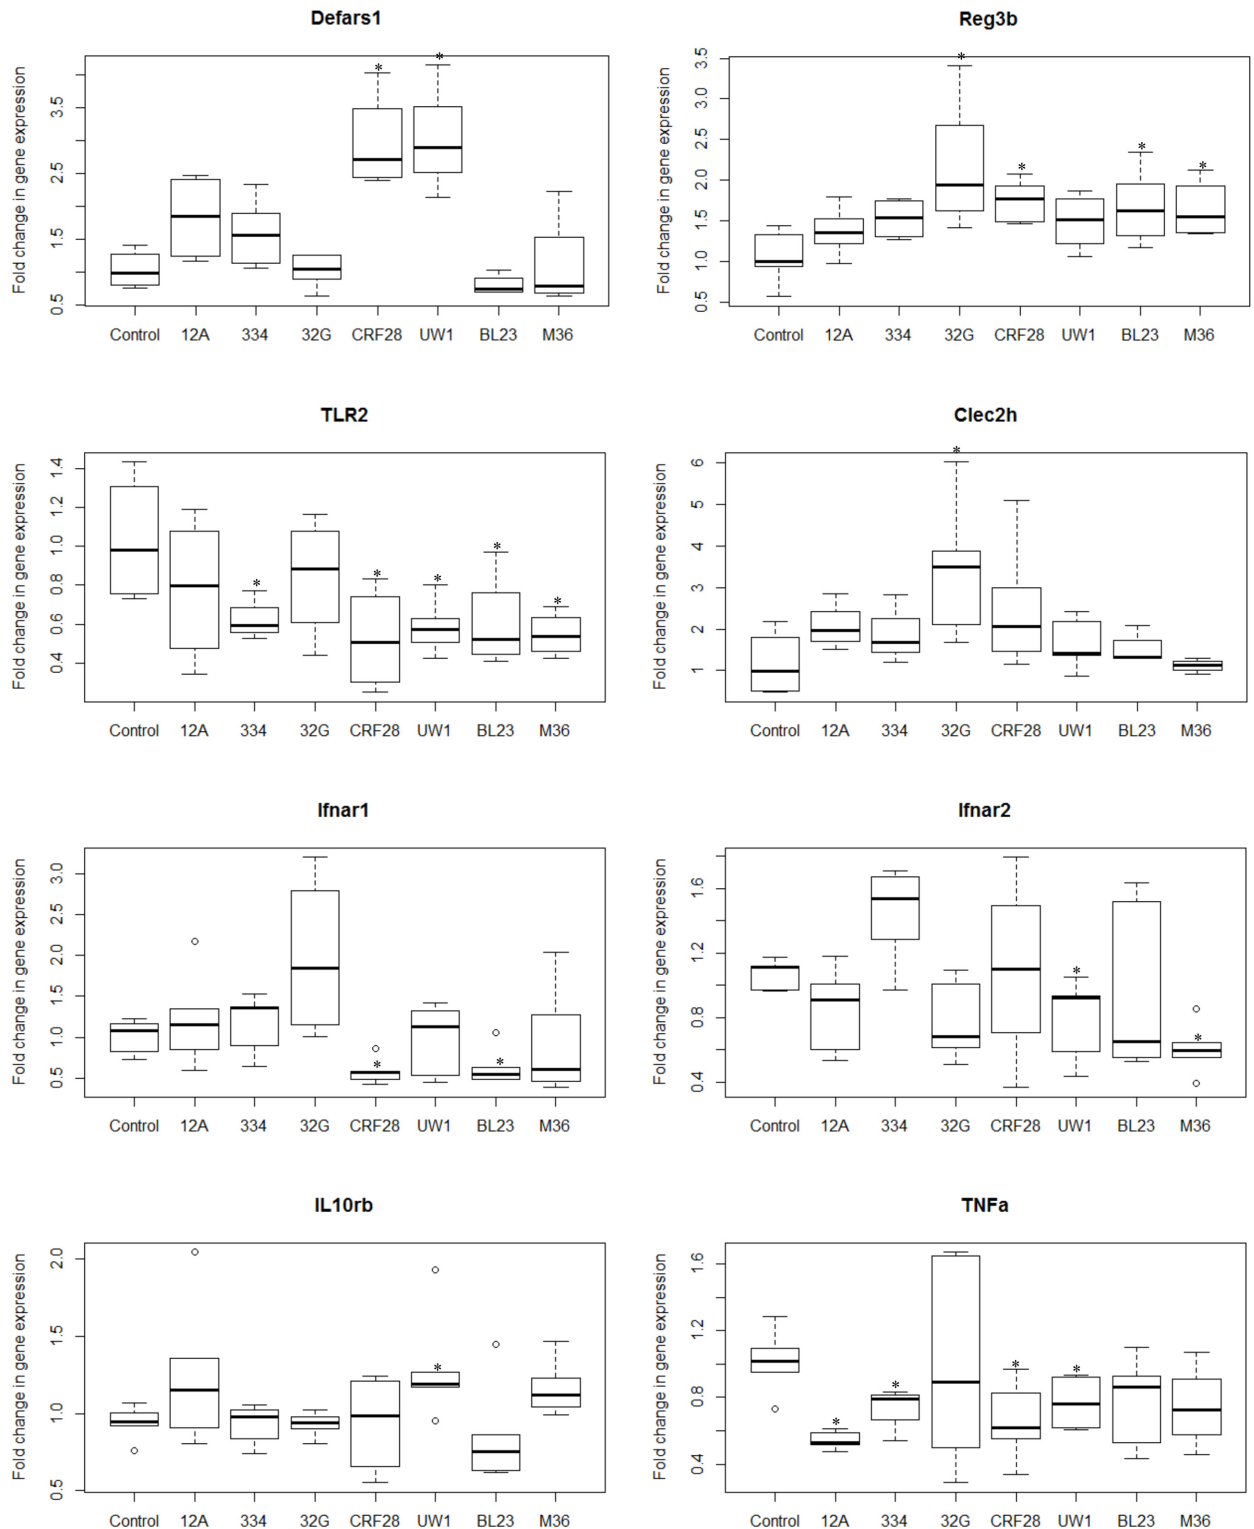 Defars1
Fold change in gene expression
0.5 1.5 2.5 3.5
* *
Control 12A 334 32G CRF28 UW1 BL23 M36
Reg3b
Fold change in gene expression
0.5 1.0 1.5 2.0 2.5 3.0 3.5
* * * *
Control 12A 334 32G CRF28 UW1 BL23 M36
TLR2
Fold change in gene expression
0.4 0.6 0.8 1.0 1.2 1.4
* * * * *
Control 12A 334 32G CRF28 UW1 BL23 M36
Clec2h
Fold change in gene expression
1 2 3 4 5 6
*
Control 12A 334 32G CRF28 UW1 BL23 M36
Ifnar1
Fold change in gene expression
0.5 1.0 1.5 2.0 2.5 3.0
* *
Control 12A 334 32G CRF28 UW1 BL23 M36
Ifnar2
Fold change in gene expression
0.4 0.8 1.2 1.6
* *
Control 12A 334 32G CRF28 UW1 BL23 M36
IL10rb
Fold change in gene expression
0.5 1.0 1.5 2.0
*
Control 12A 334 32G CRF28 UW1 BL23 M36
TNFa
Fold change in gene expression
0.4 0.8 1.2 1.6
* * * *
Control 12A 334 32G CRF28 UW1 BL23 M36